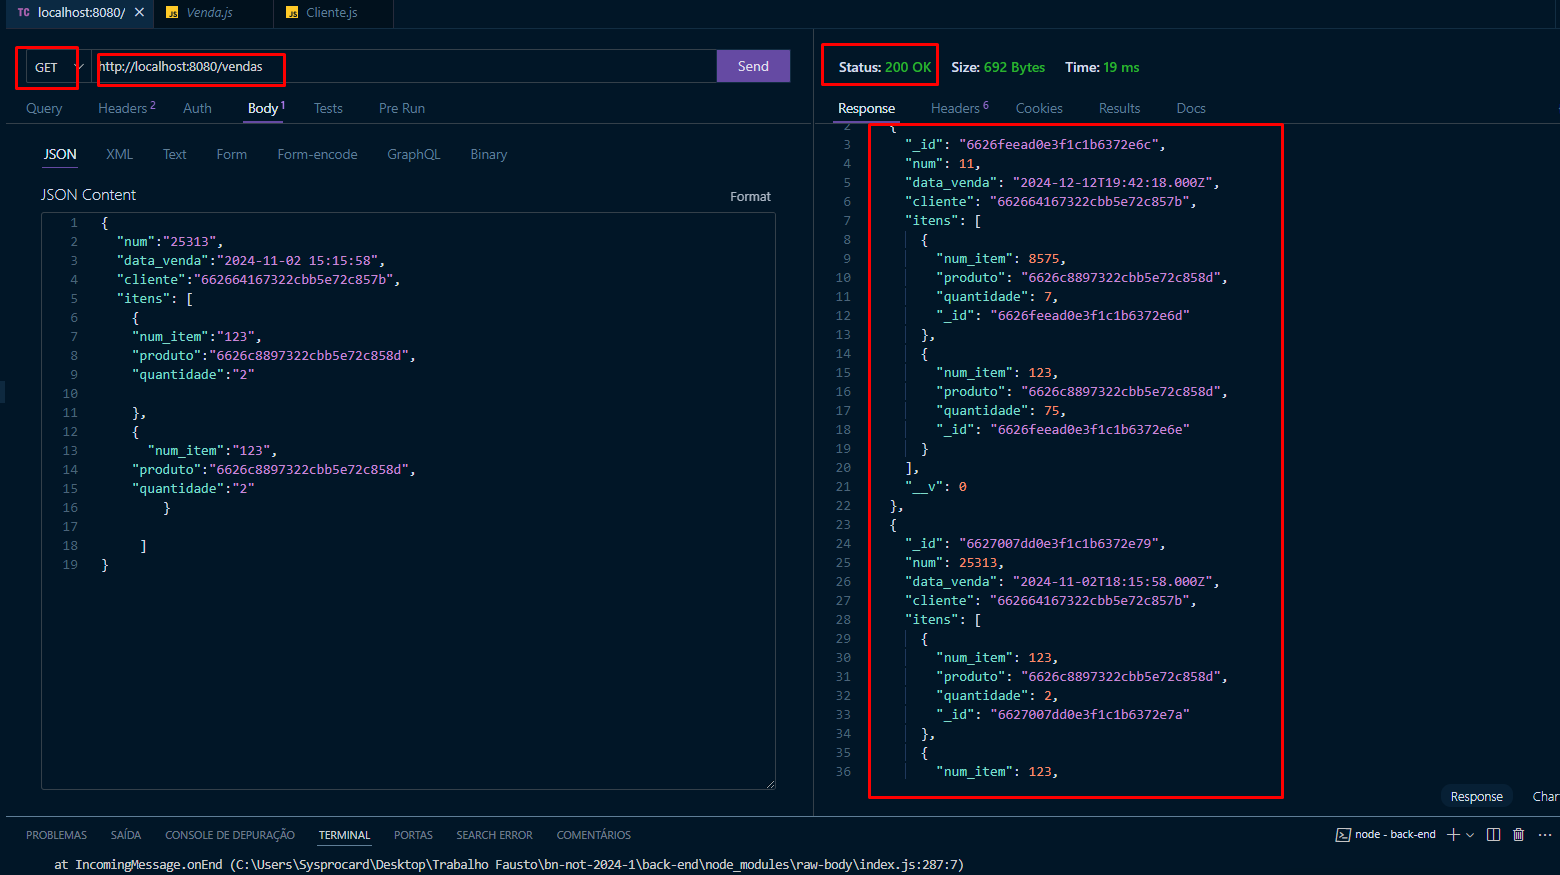 TC localhost:8080/ × JS Venda.js JS Cliente.js
GET http://localhost:8080/vendas Send
Query Headers 2 Auth Body 1 Tests Pre Run
JSON XML Text Form Form-encode GraphQL Binary
JSON Content Format
1 {
2 "num":"25313",
3 "data_venda":"2024-11-02 15:15:58",
4 "cliente":"662664167322cbb5e72c857b",
5 "itens": [
6 {
7 "num_item":"123",
8 "produto":"6626c8897322cbb5e72c858d",
9 "quantidade":"2"
10
11 },
12 {
13 "num_item":"123",
14 "produto":"6626c8897322cbb5e72c858d",
15 "quantidade":"2"
16 }
17
18 ]
19 }
Status: 200 OK Size: 692 Bytes Time: 19 ms
Response Headers 6 Cookies Results Docs
2 {
3 "_id": "6626feead0e3f1c1b6372e6c",
4 "num": 11,
5 "data_venda": "2024-12-12T19:42:18.000Z",
6 "cliente": "662664167322cbb5e72c857b",
7 "itens": [
8 {
9 "num_item": 8575,
10 "produto": "6626c8897322cbb5e72c858d",
11 "quantidade": 7,
12 "_id": "6626feead0e3f1c1b6372e6d"
13 },
14 {
15 "num_item": 123,
16 "produto": "6626c8897322cbb5e72c858d",
17 "quantidade": 75,
18 "_id": "6626feead0e3f1c1b6372e6e"
19 }
20 ],
21 "__v": 0
22 },
23 {
24 "_id": "6627007dd0e3f1c1b6372e79",
25 "num": 25313,
26 "data_venda": "2024-11-02T18:15:58.000Z",
27 "cliente": "662664167322cbb5e72c857b",
28 "itens": [
29 {
30 "num_item": 123,
31 "produto": "6626c8897322cbb5e72c858d",
32 "quantidade": 2,
33 "_id": "6627007dd0e3f1c1b6372e7a"
34 },
35 {
36 "num_item": 123,
Response Char
PROBLEMAS SAÍDA CONSOLE DE DEPURAÇÃO TERMINAL PORTAS SEARCH ERROR COMENTÁRIOS node - back-end
at IncomingMessage.onEnd (C:\Users\Sysprocard\Desktop\Trabalho Fausto\bn-not-2024-1\back-end\node_modules\raw-body\index.js:287:7)